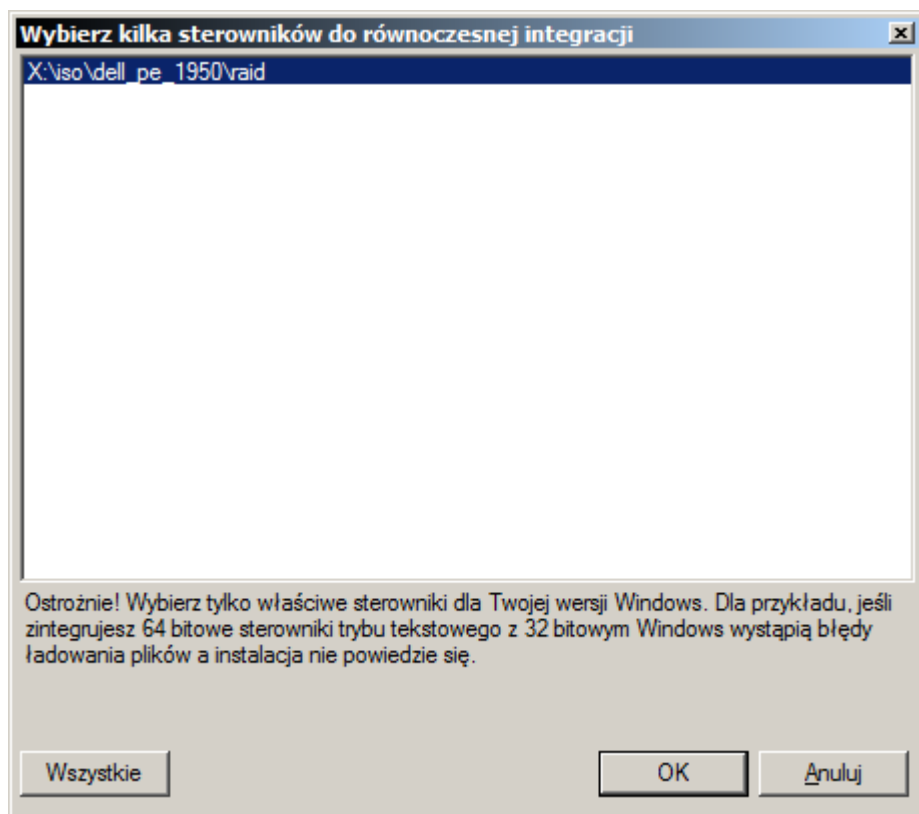 Wybierz kilka sterowników do równoczesnej integracji
X:\iso\dell_pe_1950\raid
Ostrożnie! Wybierz tylko właściwe sterowniki dla Twojej wersji Windows. Dla przykładu, jeśli
zintegrujesz 64 bitowe sterowniki trybu tekstowego z 32 bitowym Windows wystąpią błędy
ładowania plików a instalacja nie powiedzie się.
Wszystkie OK Anuluj